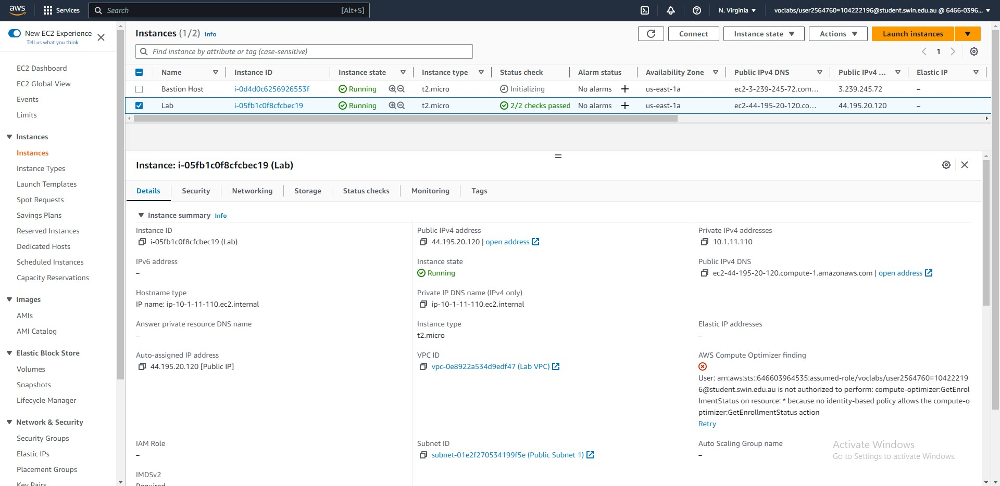 aws
Services
Search
[Alt+S]
N. Virginia
voclabs/user2564760=104222196@student.swin.edu.au @ 6466-0396...
New EC2 Experience
Tell us what you think
EC2 Dashboard
EC2 Global View
Events
Limits
Instances
Instances
Instance Types
Launch Templates
Spot Requests
Savings Plans
Reserved Instances
Dedicated Hosts
Scheduled Instances
Capacity Reservations
Images
AMIs
AMI Catalog
Elastic Block Store
Volumes
Snapshots
Lifecycle Manager
Network & Security
Security Groups
Elastic IPs
Placement Groups
Key Pairs
Instances (1/2) Info
Connect
Instance state
Actions
Launch instances
Find instance by attribute or tag (case-sensitive)
1
Name Instance ID Instance state Instance type Status check Alarm status Availability Zone Public IPv4 DNS Public IPv4 ... Elastic IP
Bastion Host i-0d4d0c6256926553f Running t2.micro Initializing No alarms us-east-1a ec2-3-239-245-72.com... 3.239.245.72 –
Lab i-05fb1c0f8cfcbec19 Running t2.micro 2/2 checks passed No alarms us-east-1a ec2-44-195-20-120.co... 44.195.20.120 –
Instance: i-05fb1c0f8cfcbec19 (Lab)
Details Security Networking Storage Status checks Monitoring Tags
Instance summary Info
Instance ID
i-05fb1c0f8cfcbec19 (Lab)
Public IPv4 address
44.195.20.120 | open address
Private IPv4 addresses
10.1.11.110
IPv6 address
–
Instance state
Running
Public IPv4 DNS
ec2-44-195-20-120.compute-1.amazonaws.com | open address
Hostname type
IP name: ip-10-1-11-110.ec2.internal
Private IP DNS name (IPv4 only)
ip-10-1-11-110.ec2.internal
Answer private resource DNS name
–
Instance type
t2.micro
Elastic IP addresses
–
Auto-assigned IP address
44.195.20.120 [Public IP]
VPC ID
vpc-0e8922a534d9edf47 (Lab VPC)
AWS Compute Optimizer finding
User: arn:aws:sts::646603964535:assumed-role/voclabs/user2564760=10422219
6@student.swin.edu.au is not authorized to perform: compute-optimizer:GetEnrol
lmentStatus on resource: * because no identity-based policy allows the compute-o
ptimizer:GetEnrollmentStatus action
Retry
IAM Role
–
Subnet ID
subnet-01e2f270534199f5e (Public Subnet 1)
Auto Scaling Group name
–
IMDSv2
Required
Activate Windows
Go to Settings to activate Windows.